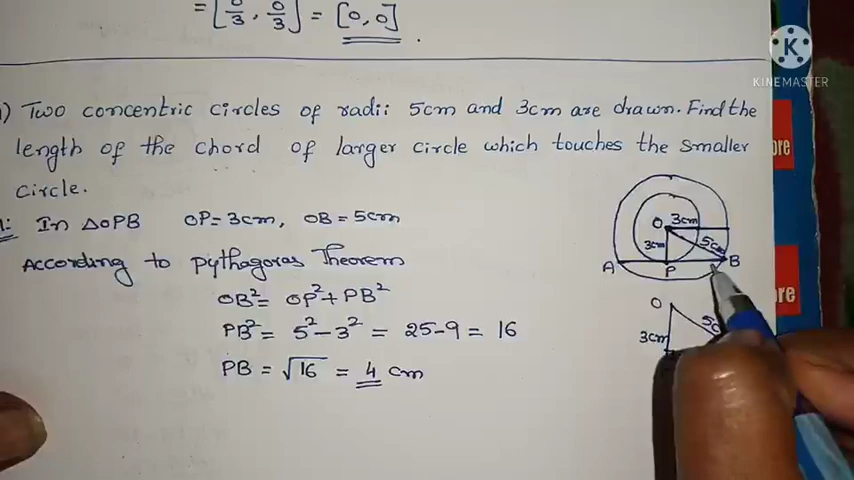 = [0/3, 0/3] = [0,0].
KINEMASTER
) Two concentric circles of radii 5cm and 3cm are drawn. Find the
length of the chord of larger circle which touches the smaller
circle.
: In △OPB OP=3cm, OB=5cm
According to pythagoras Theorem
OB²= OP²+PB²
PB²= 5²-3² = 25-9 = 16
PB = √16 = 4 cm
O 3cm
3cm 5cm
A P B
O
3cm 5
ore
ore